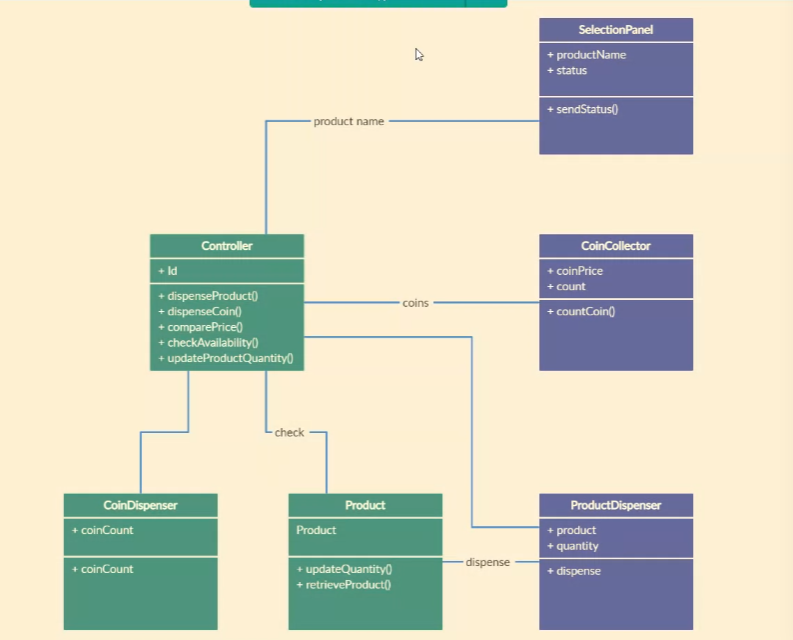 SelectionPanel
+ productName
+ status
+ sendStatus()
product name
Controller
+ Id
+ dispenseProduct()
+ dispenseCoin()
+ comparePrice()
+ checkAvailability()
+ updateProductQuantity()
CoinCollector
+ coinPrice
+ count
+ countCoin()
coins
check
CoinDispenser
+ coinCount
+ coinCount
Product
Product
+ updateQuantity()
+ retrieveProduct()
dispense
ProductDispenser
+ product
+ quantity
+ dispense